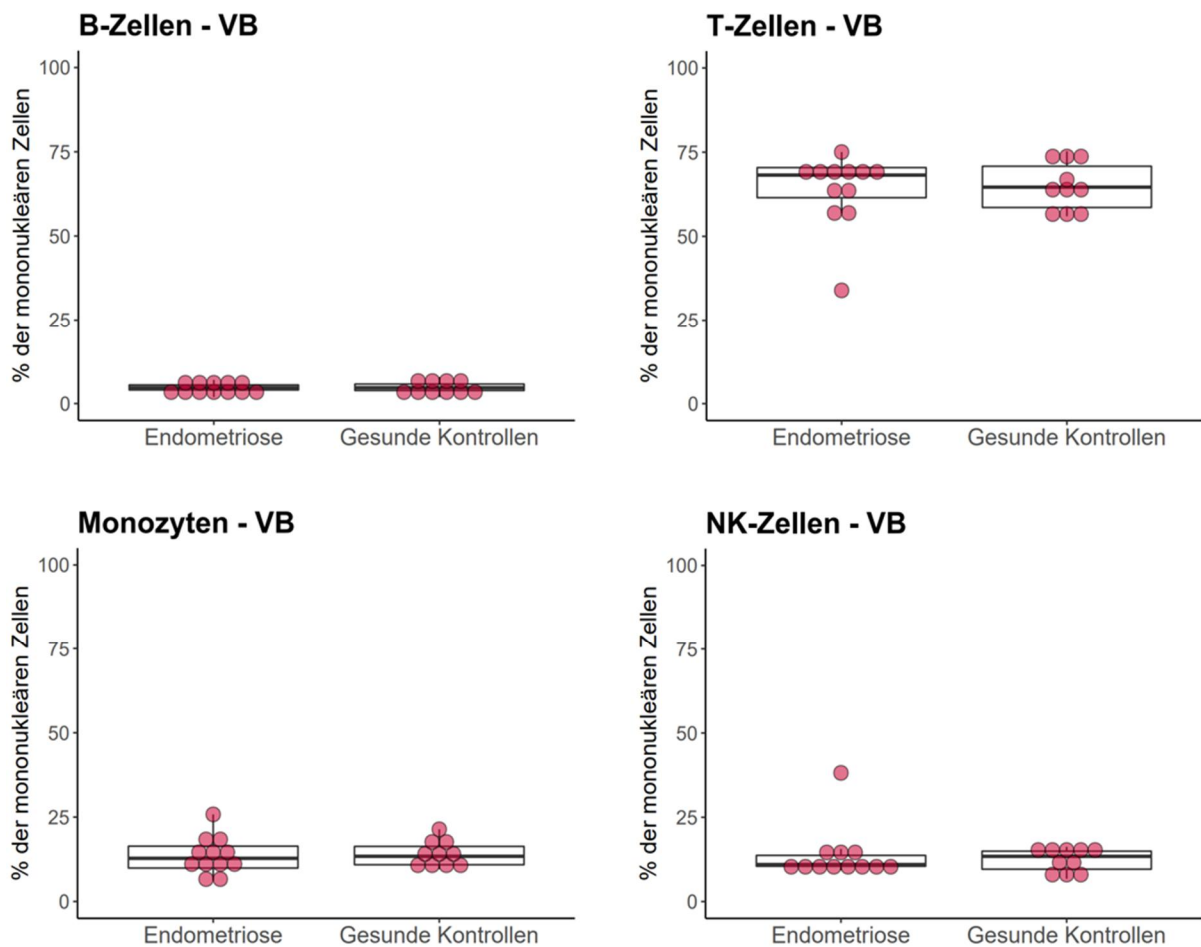 B-Zellen - VB
% der mononukleären Zellen
100
75
50
25
0
Endometriose Gesunde Kontrollen
T-Zellen - VB
% der mononukleären Zellen
100
75
50
25
0
Endometriose Gesunde Kontrollen
Monozyten - VB
% der mononukleären Zellen
100
75
50
25
0
Endometriose Gesunde Kontrollen
NK-Zellen - VB
% der mononukleären Zellen
100
75
50
25
0
Endometriose Gesunde Kontrollen